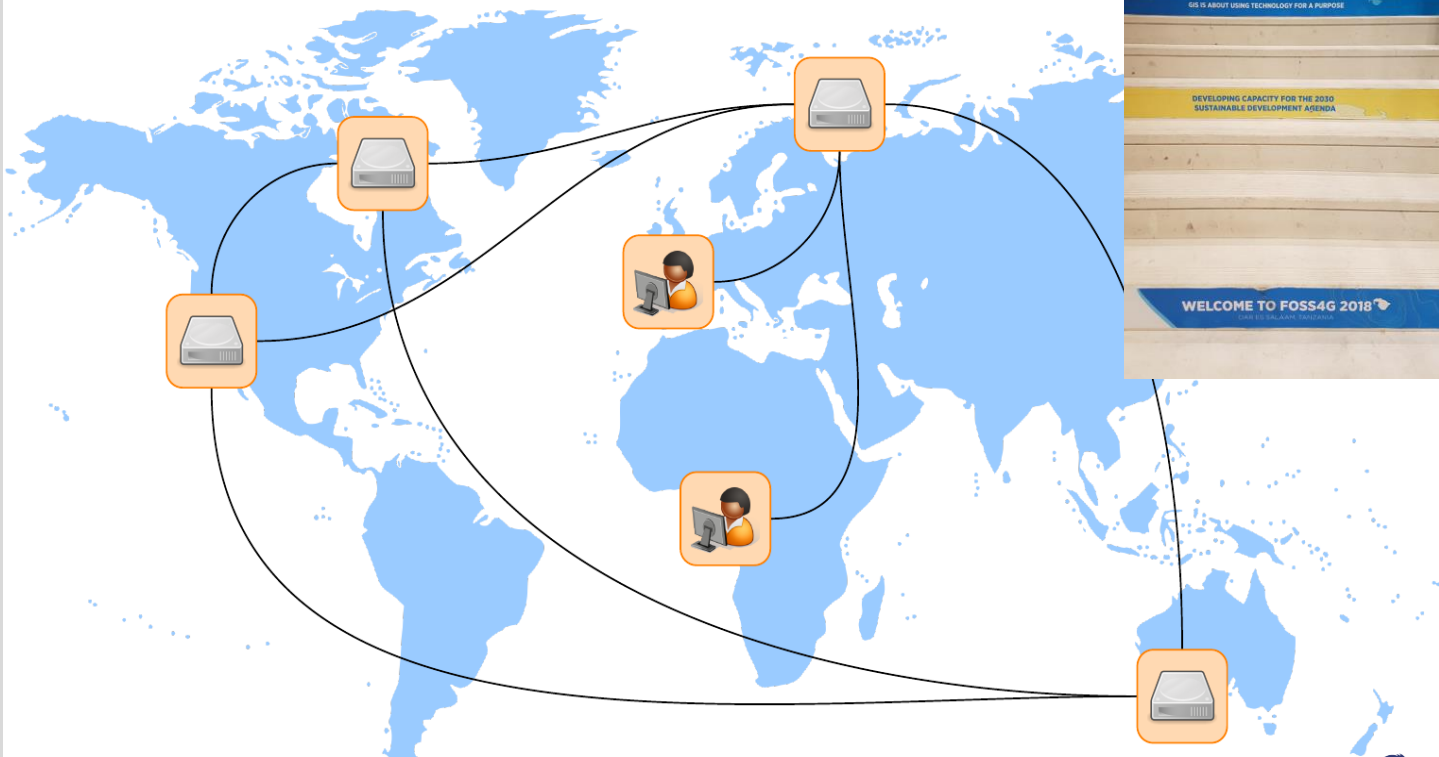 GIS IS ABOUT USING TECHNOLOGY FOR A PURPOSE
DEVELOPING CAPACITY FOR THE 2030
SUSTAINABLE DEVELOPMENT AGENDA
WELCOME TO FOSS4G 2018
DAR ES SALAAM, TANZANIA